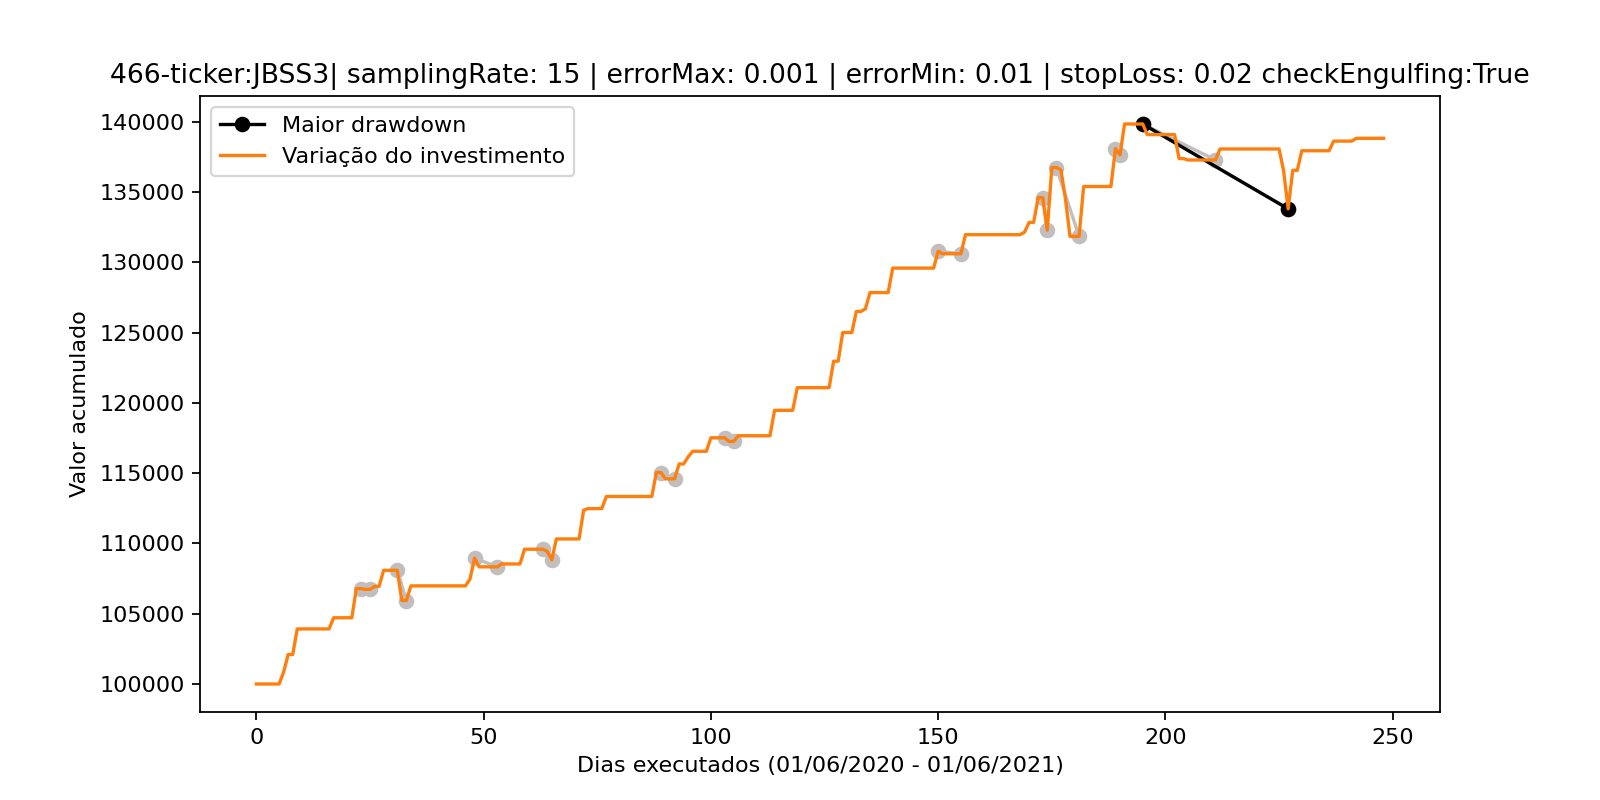 466-ticker:JBSS3| samplingRate: 15 | errorMax: 0.001 | errorMin: 0.01 | stopLoss: 0.02 checkEngulfing:True
Maior drawdown
Variação do investimento
Valor acumulado
140000
135000
130000
125000
120000
115000
110000
105000
100000
0 50 100 150 200 250
Dias executados (01/06/2020 - 01/06/2021)